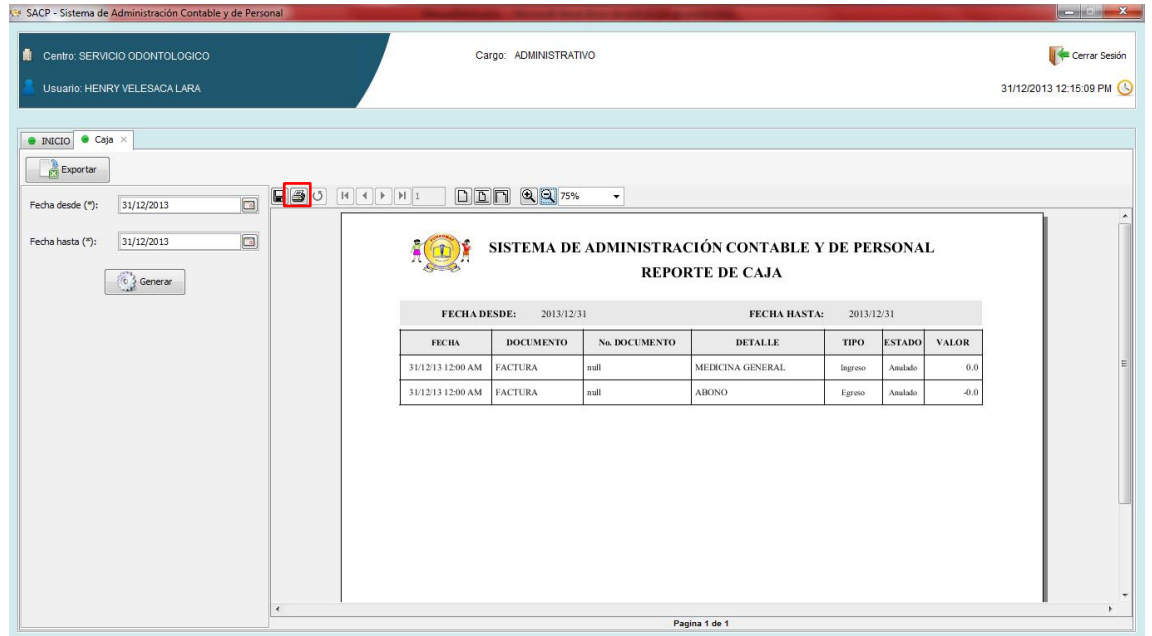 SACP - Sistema de Administración Contable y de Personal
Centro: SERVICIO ODONTOLOGICO
Cargo: ADMINISTRATIVO
Cerrar Sesión
Usuario: HENRY VELESACA LARA
31/12/2013 12:15:09 PM
INICIO
Caja
Exportar
1
75%
Fecha desde (*): 31/12/2013
Fecha hasta (*): 31/12/2013
Generar
SISTEMA DE ADMINISTRACIÓN CONTABLE Y DE PERSONAL
REPORTE DE CAJA
FECHA DESDE: 2013/12/31 FECHA HASTA: 2013/12/31
FECHA DOCUMENTO No. DOCUMENTO DETALLE TIPO ESTADO VALOR
31/12/13 12:00 AM FACTURA null MEDICINA GENERAL Ingreso Anulado 0.0
31/12/13 12:00 AM FACTURA null ABONO Egreso Anulado -0.0
Pagina 1 de 1